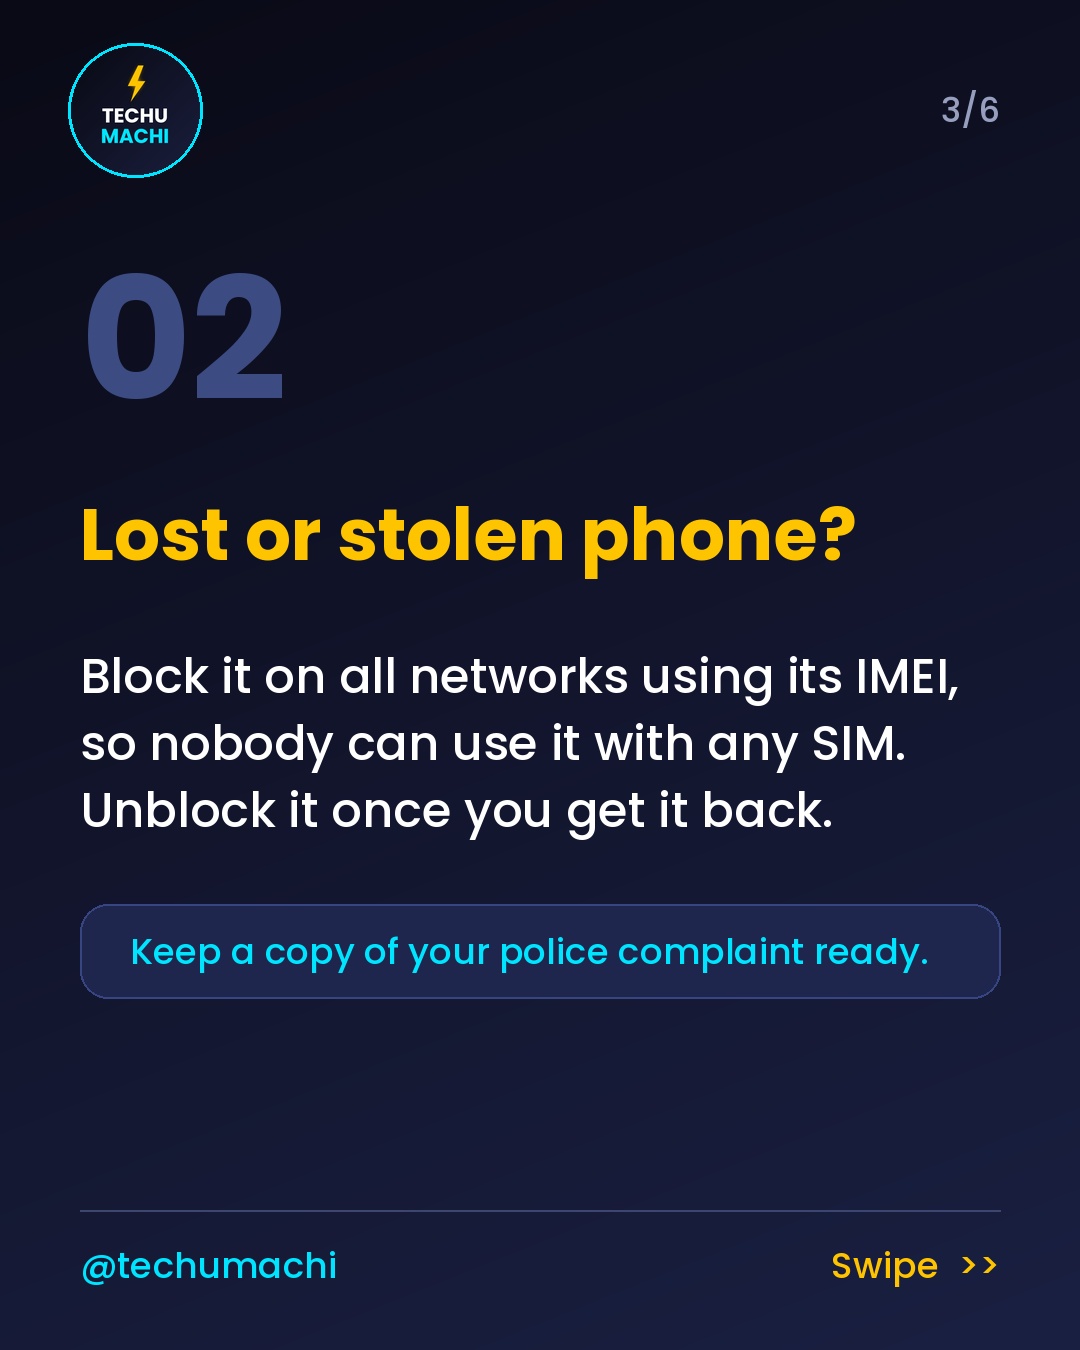 TECHU
MACHI
3/6
02
Lost or stolen phone?
Block it on all networks using its IMEI,
so nobody can use it with any SIM.
Unblock it once you get it back.
Keep a copy of your police complaint ready.
@techumachi
Swipe >>